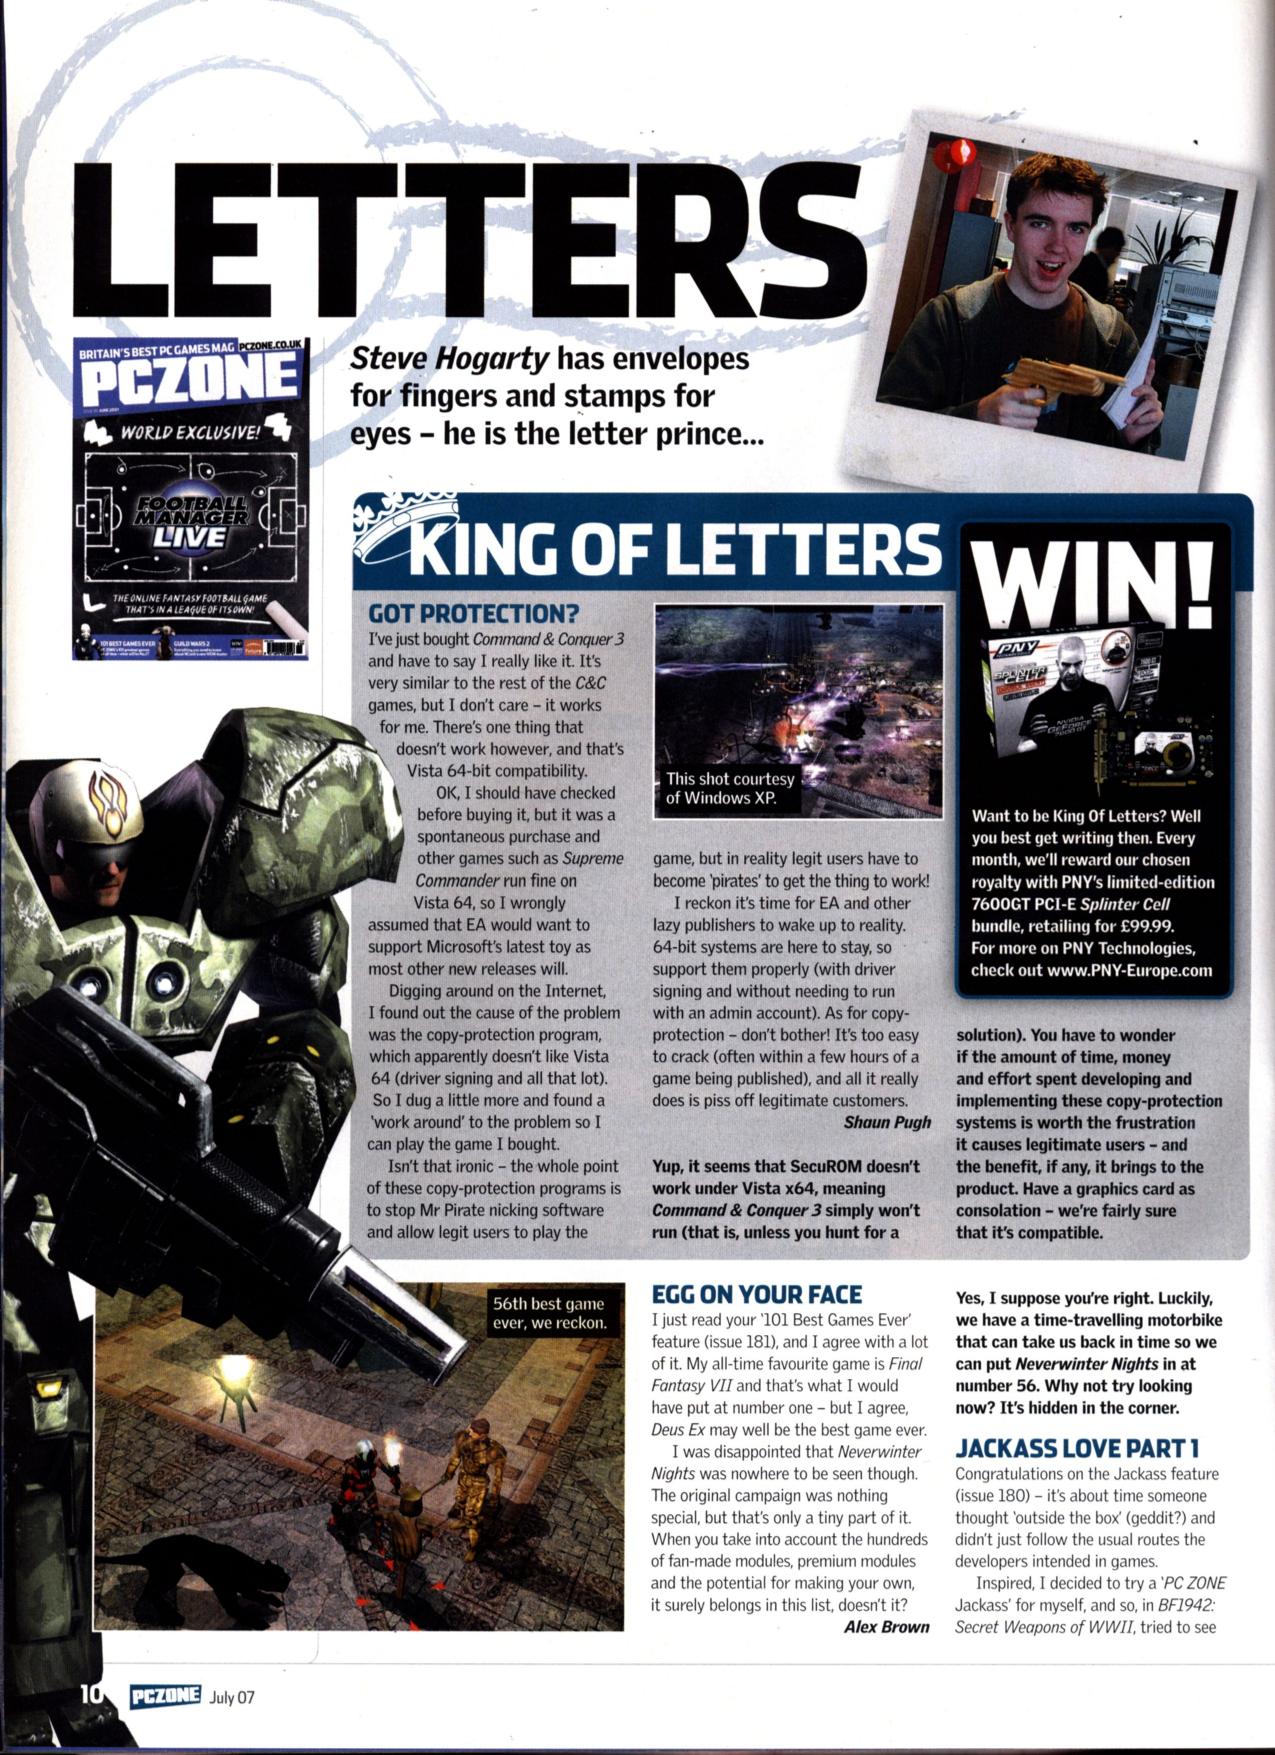 LETTERS
BRITAIN'S BEST PC GAMES MAG PCZONE.CO.UK
PCZONE
WORLD EXCLUSIVE!
FOOTBALL
MANAGER
LIVE
THE ONLINE FANTASY FOOTBALL GAME
THAT'S IN A LEAGUE OF ITS OWN!
101 BEST GAMES EVER
GUILD WARS 2
Steve Hogarty has envelopes
for fingers and stamps for
eyes – he is the letter prince...
KING OF LETTERS
GOT PROTECTION?
I've just bought Command & Conquer 3
and have to say I really like it. It's
very similar to the rest of the C&C
games, but I don't care – it works
for me. There's one thing that
doesn't work however, and that's
Vista 64-bit compatibility.
OK, I should have checked
before buying it, but it was a
spontaneous purchase and
other games such as Supreme
Commander run fine on
Vista 64, so I wrongly
assumed that EA would want to
support Microsoft's latest toy as
most other new releases will.
Digging around on the Internet,
I found out the cause of the problem
was the copy-protection program,
which apparently doesn't like Vista
64 (driver signing and all that lot).
So I dug a little more and found a
'work around' to the problem so I
can play the game I bought.
Isn't that ironic – the whole point
of these copy-protection programs is
to stop Mr Pirate nicking software
and allow legit users to play the
This shot courtesy
of Windows XP.
game, but in reality legit users have to
become 'pirates' to get the thing to work!
I reckon it's time for EA and other
lazy publishers to wake up to reality.
64-bit systems are here to stay, so
support them properly (with driver
signing and without needing to run
with an admin account). As for copy-
protection – don't bother! It's too easy
to crack (often within a few hours of a
game being published), and all it really
does is piss off legitimate customers.
Shaun Pugh
Yup, it seems that SecuROM doesn't
work under Vista x64, meaning
Command & Conquer 3 simply won't
run (that is, unless you hunt for a
WIN!
PNY
SPLINTER
CELL
NVIDIA
GEFORCE
7600 GT
Want to be King Of Letters? Well
you best get writing then. Every
month, we'll reward our chosen
royalty with PNY's limited-edition
7600GT PCI-E Splinter Cell
bundle, retailing for £99.99.
For more on PNY Technologies,
check out www.PNY-Europe.com
solution). You have to wonder
if the amount of time, money
and effort spent developing and
implementing these copy-protection
systems is worth the frustration
it causes legitimate users – and
the benefit, if any, it brings to the
product. Have a graphics card as
consolation – we're fairly sure
that it's compatible.
56th best game
ever, we reckon.
EGG ON YOUR FACE
I just read your '101 Best Games Ever'
feature (issue 181), and I agree with a lot
of it. My all-time favourite game is Final
Fantasy VII and that's what I would
have put at number one – but I agree,
Deus Ex may well be the best game ever.
I was disappointed that Neverwinter
Nights was nowhere to be seen though.
The original campaign was nothing
special, but that's only a tiny part of it.
When you take into account the hundreds
of fan-made modules, premium modules
and the potential for making your own,
it surely belongs in this list, doesn't it?
Alex Brown
Yes, I suppose you're right. Luckily,
we have a time-travelling motorbike
that can take us back in time so we
can put Neverwinter Nights in at
number 56. Why not try looking
now? It's hidden in the corner.
JACKASS LOVE PART 1
Congratulations on the Jackass feature
(issue 180) – it's about time someone
thought 'outside the box' (geddit?) and
didn't just follow the usual routes the
developers intended in games.
Inspired, I decided to try a 'PC ZONE
Jackass' for myself, and so, in BF1942:
Secret Weapons of WWII, tried to see
10 PCZONE July 07